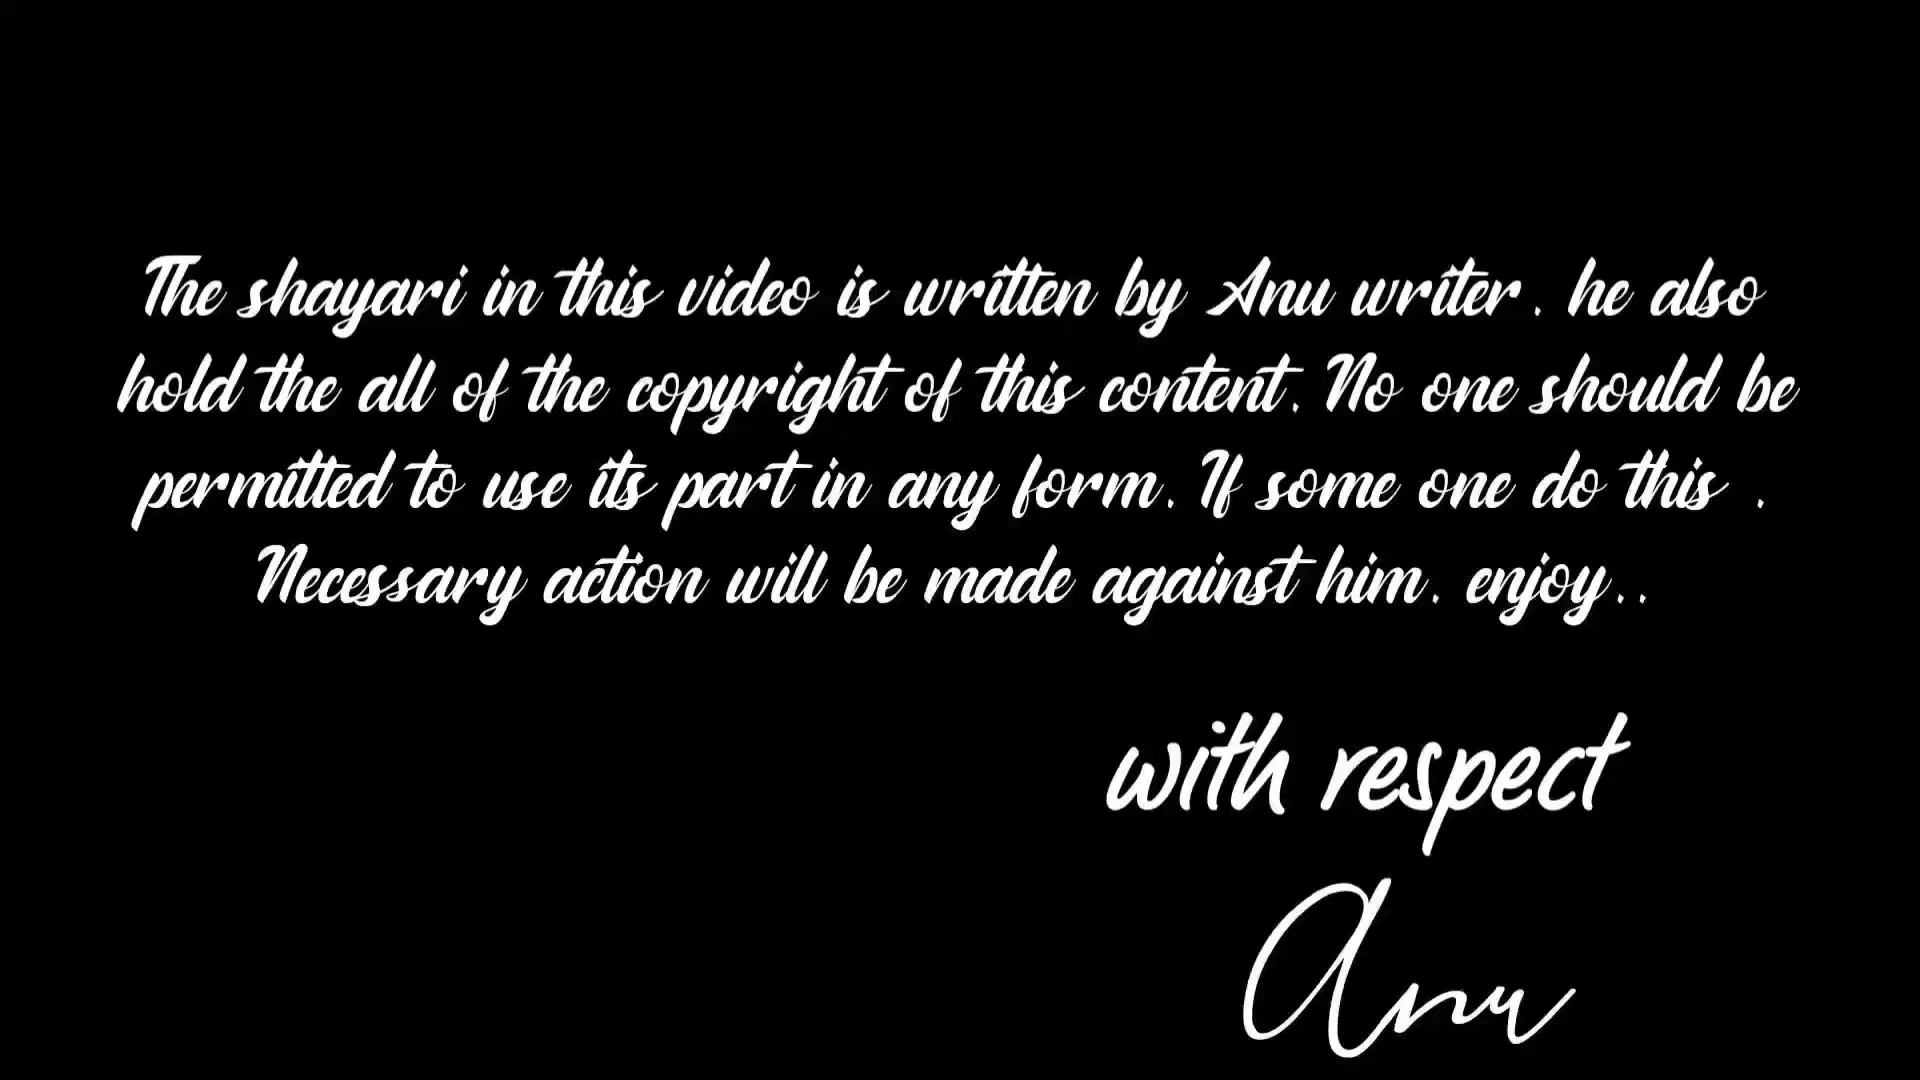 The shayari in this video is written by Anu writer. he also
hold the all of the copyright of this content. No one should be
permitted to use its part in any form. If some one do this .
Necessary action will be made against him. enjoy..
with respect
Anu